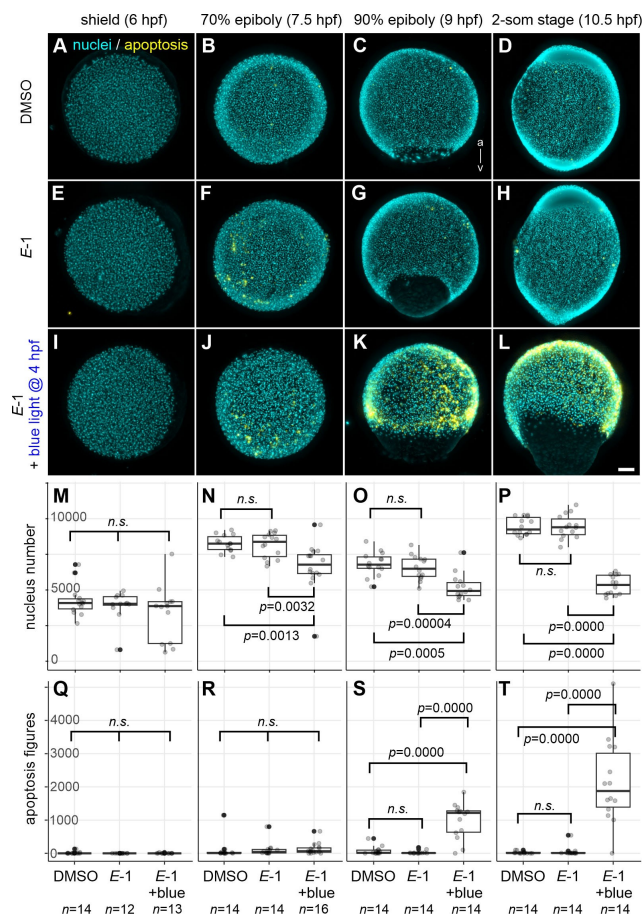 shield (6 hpf) 70% epiboly (7.5 hpf) 90% epiboly (9 hpf) 2-som stage (10.5 hpf)
A nuclei / apoptosis B C D
DMSO
a
v
E F G H
E-1
I J K L
E-1
+ blue light @ 4 hpf
M N O P
nucleus number
10000
5000
0
n.s. n.s. n.s. n.s.
p=0.0032 p=0.00004 p=0.0000
p=0.0013 p=0.0005 p=0.0000
Q R S T
apoptosis figures
4000
3000
2000
1000
0
n.s. n.s. p=0.0000 p=0.0000
p=0.0000 p=0.0000
n.s. n.s.
DMSO E-1 E-1 DMSO E-1 E-1 DMSO E-1 E-1 DMSO E-1 E-1
+blue +blue +blue +blue
n=14 n=12 n=13 n=14 n=14 n=16 n=14 n=14 n=14 n=14 n=14 n=14